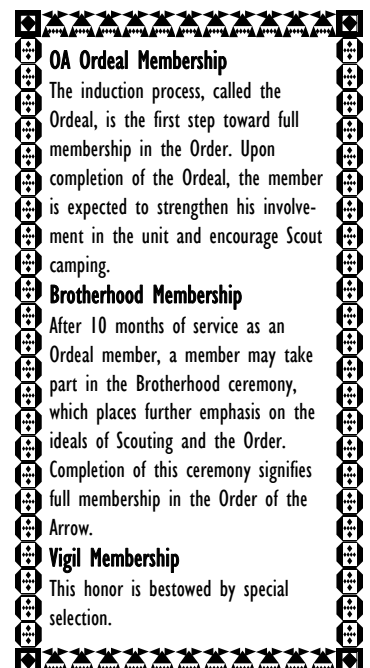 OA Ordeal Membership
The induction process, called the
Ordeal, is the first step toward full
membership in the Order. Upon
completion of the Ordeal, the member
is expected to strengthen his involve-
ment in the unit and encourage Scout
camping.
Brotherhood Membership
After 10 months of service as an
Ordeal member, a member may take
part in the Brotherhood ceremony,
which places further emphasis on the
ideals of Scouting and the Order.
Completion of this ceremony signifies
full membership in the Order of the
Arrow.
Vigil Membership
This honor is bestowed by special
selection.